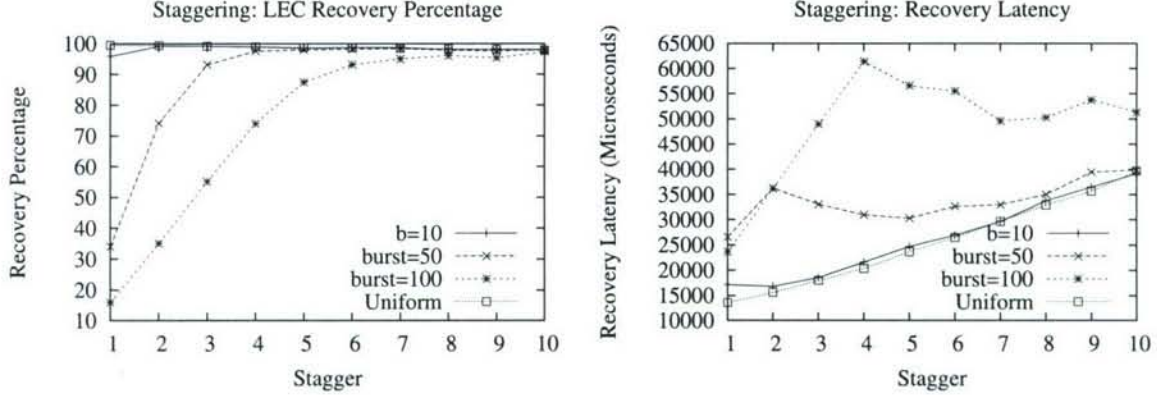 Staggering: LEC Recovery Percentage
Recovery Percentage
100
90
80
70
60
50
40
30
20
10
b=10
burst=50
burst=100
Uniform
1 2 3 4 5 6 7 8 9 10
Stagger
Staggering: Recovery Latency
Recovery Latency (Microseconds)
65000
60000
55000
50000
45000
40000
35000
30000
25000
20000
15000
10000
b=10
burst=50
burst=100
Uniform
1 2 3 4 5 6 7 8 9 10
Stagger